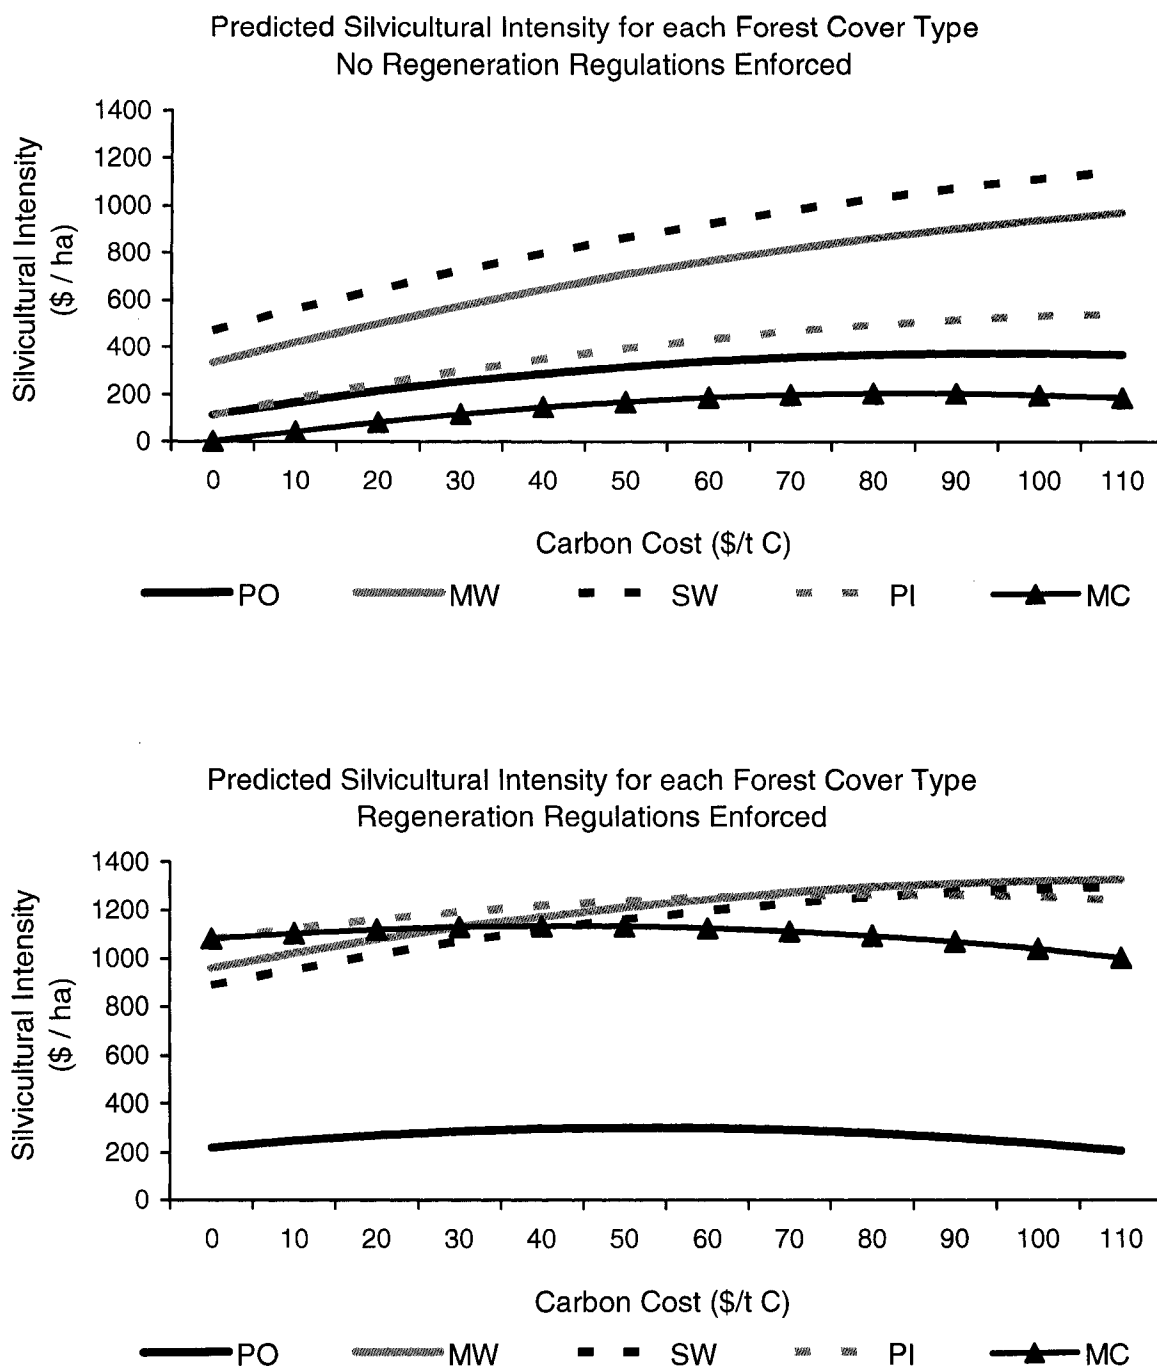 Predicted Silvicultural Intensity for each Forest Cover Type
No Regeneration Regulations Enforced
Silvicultural Intensity
($ / ha)
1400
1200
1000
800
600
400
200
0
0 10 20 30 40 50 60 70 80 90 100 110
Carbon Cost ($/t C)
PO MW SW PI MC
Predicted Silvicultural Intensity for each Forest Cover Type
Regeneration Regulations Enforced
Silvicultural Intensity
($ / ha)
1400
1200
1000
800
600
400
200
0
0 10 20 30 40 50 60 70 80 90 100 110
Carbon Cost ($/t C)
PO MW SW PI MC